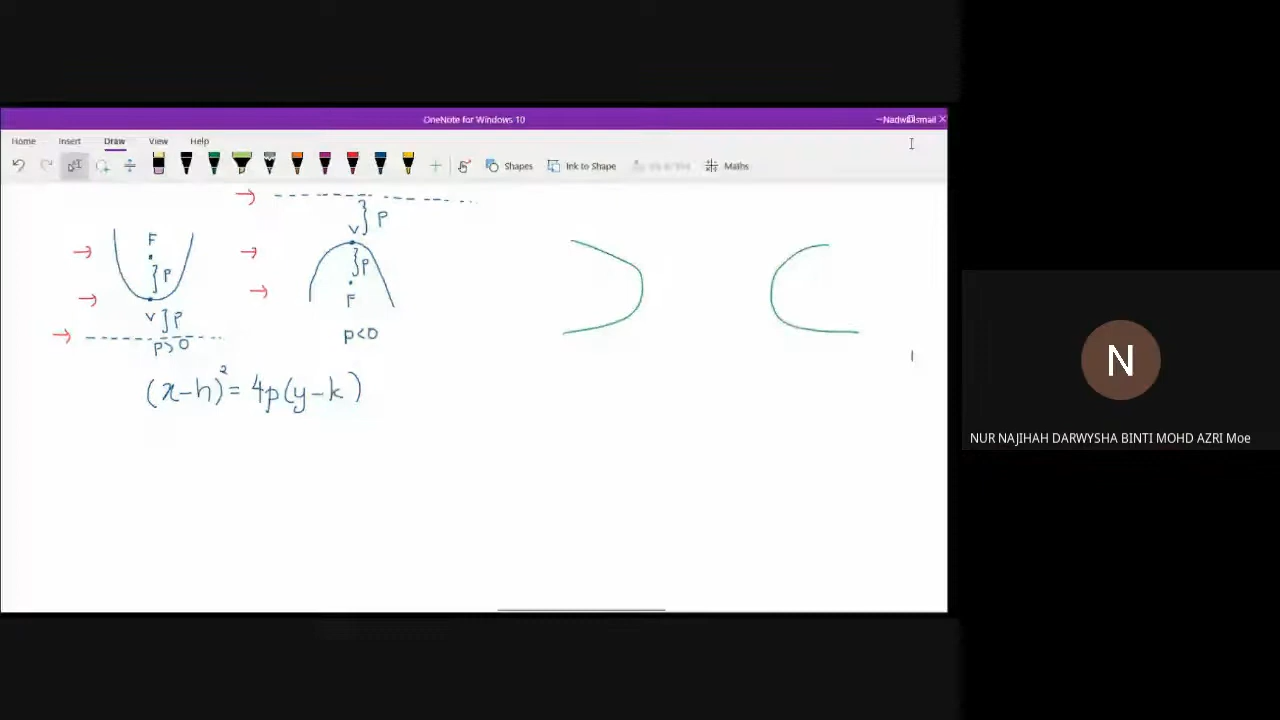 OneNote for Windows 10
Home Insert Draw View Help
Shapes Ink to Shape Maths
} P
V
F
} P
} P
V } P
F
P > 0
P < 0
(x-h)² = 4p(y-k)
N
NUR NAJIHAH DARWYSHA BINTI MOHD AZRI Moe